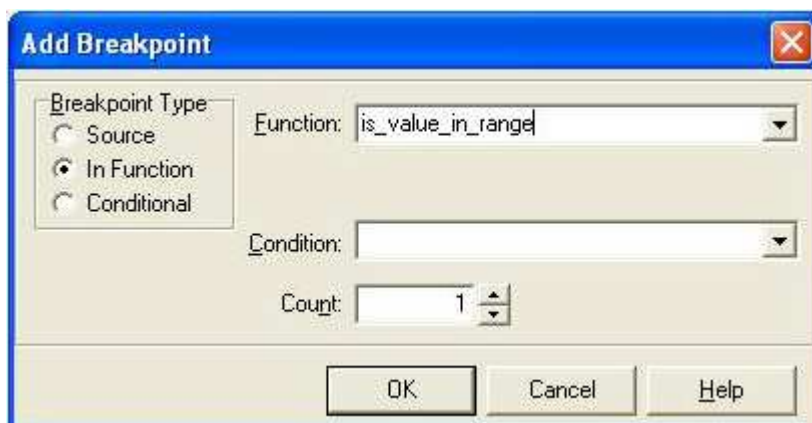 Add Breakpoint
Breakpoint Type
Source
In Function
Conditional
Function: is_value_in_range
Condition:
Count: 1
OK Cancel Help